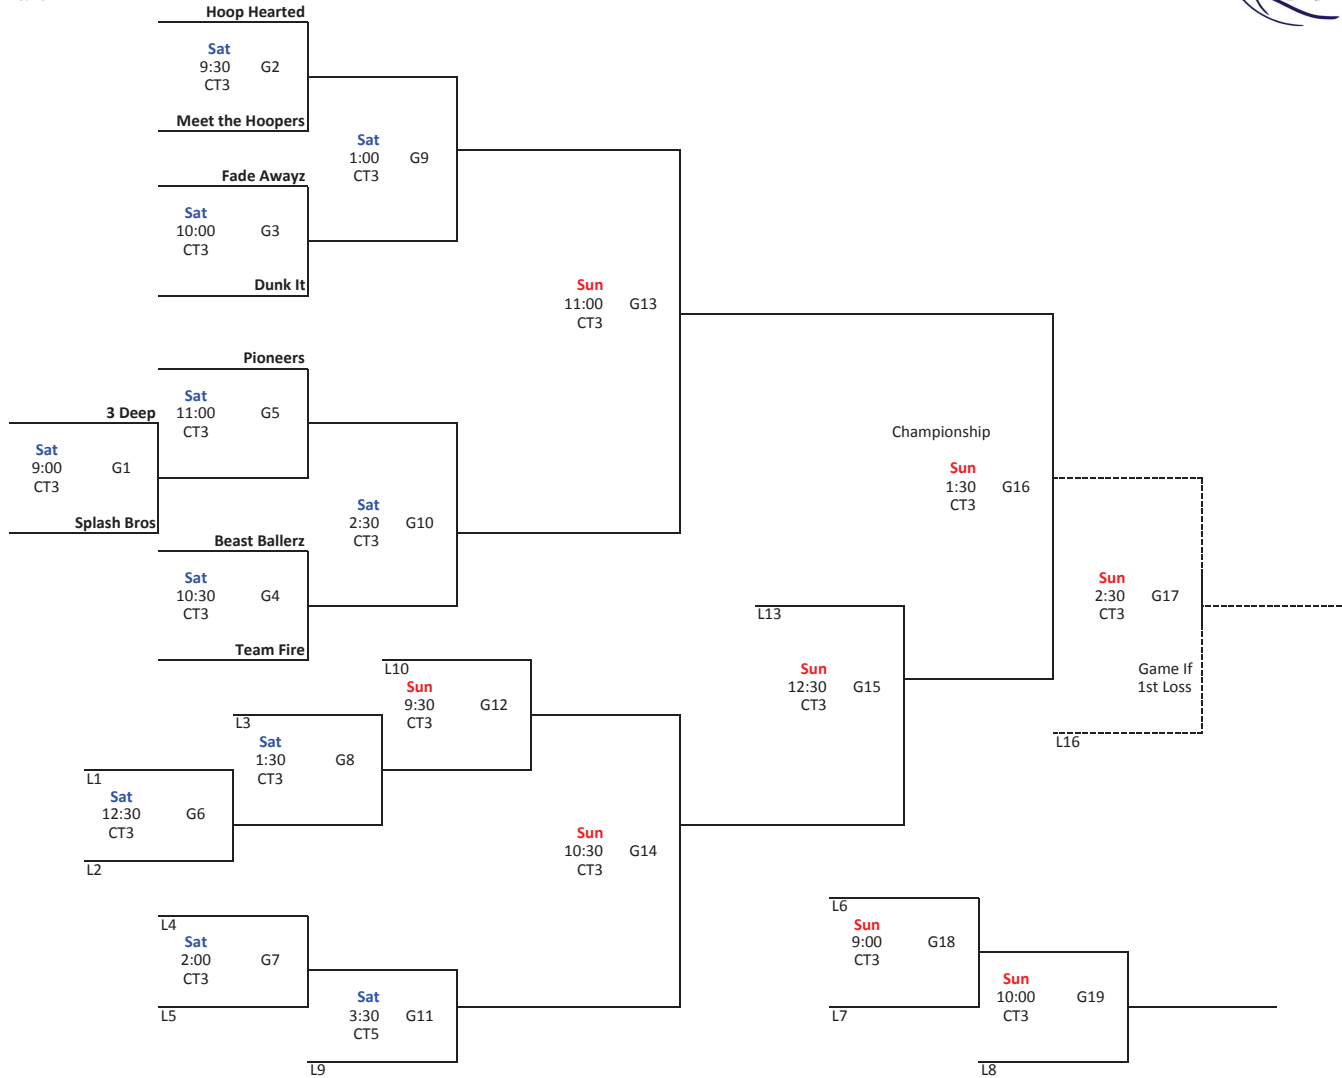 Hoop Hearted
Sat
9:30 G2
CT3
Meet the Hoopers
Sat
1:00 G9
CT3
Fade Awayz
Sat
10:00 G3
CT3
Dunk It
Sun
11:00 G13
CT3
Pioneers
Sat
11:00 G5
CT3
3 Deep
Sat
9:00 G1
CT3
Splash Bros
Sat
2:30 G10
CT3
Beast Ballerz
Sat
10:30 G4
CT3
Team Fire
Championship
Sun
1:30 G16
CT3
Sun
2:30 G17
CT3
Game If
1st Loss
L16
L13
Sun
12:30 G15
CT3
L10
Sun
9:30 G12
CT3
L3
Sat
1:30 G8
CT3
L1
Sat
12:30 G6
CT3
L2
Sun
10:30 G14
CT3
L4
Sat
2:00 G7
CT3
L5
Sat
3:30 G11
CT5
L9
L6
Sun
9:00 G18
CT3
L7
Sun
10:00 G19
CT3
L8